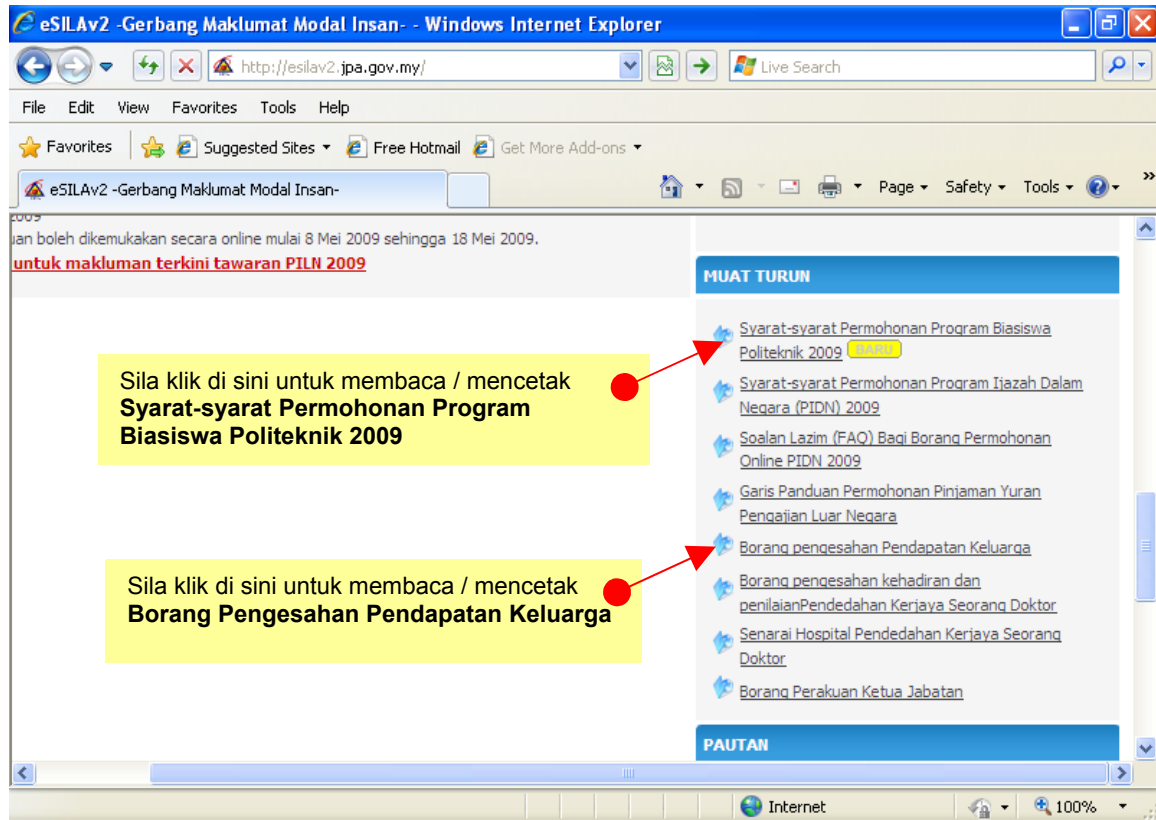 eSILAv2 -Gerbang Maklumat Modal Insan- - Windows Internet Explorer
http://esilav2.jpa.gov.my/
Live Search
File Edit View Favorites Tools Help
Favorites Suggested Sites Free Hotmail Get More Add-ons
eSILAv2 -Gerbang Maklumat Modal Insan-
Page Safety Tools
boleh dikemukakan secara online mulai 8 Mei 2009 sehingga 18 Mei 2009.
untuk makluman terkini tawaran PILN 2009
MUAT TURUN
Syarat-syarat Permohonan Program Biasiswa
Politeknik 2009 BARU
Syarat-syarat Permohonan Program Ijazah Dalam
Negara (PIDN) 2009
Soalan Lazim (FAQ) Bagi Borang Permohonan
Online PIDN 2009
Garis Panduan Permohonan Pinjaman Yuran
Pengajian Luar Negara
Borang pengesahan Pendapatan Keluarga
Borang pengesahan kehadiran dan
penilaianPendedahan Kerjaya Seorang Doktor
Senarai Hospital Pendedahan Kerjaya Seorang
Doktor
Borang Perakuan Ketua Jabatan
PAUTAN
Sila klik di sini untuk membaca / mencetak
Syarat-syarat Permohonan Program
Biasiswa Politeknik 2009
Sila klik di sini untuk membaca / mencetak
Borang Pengesahan Pendapatan Keluarga
Internet
100%